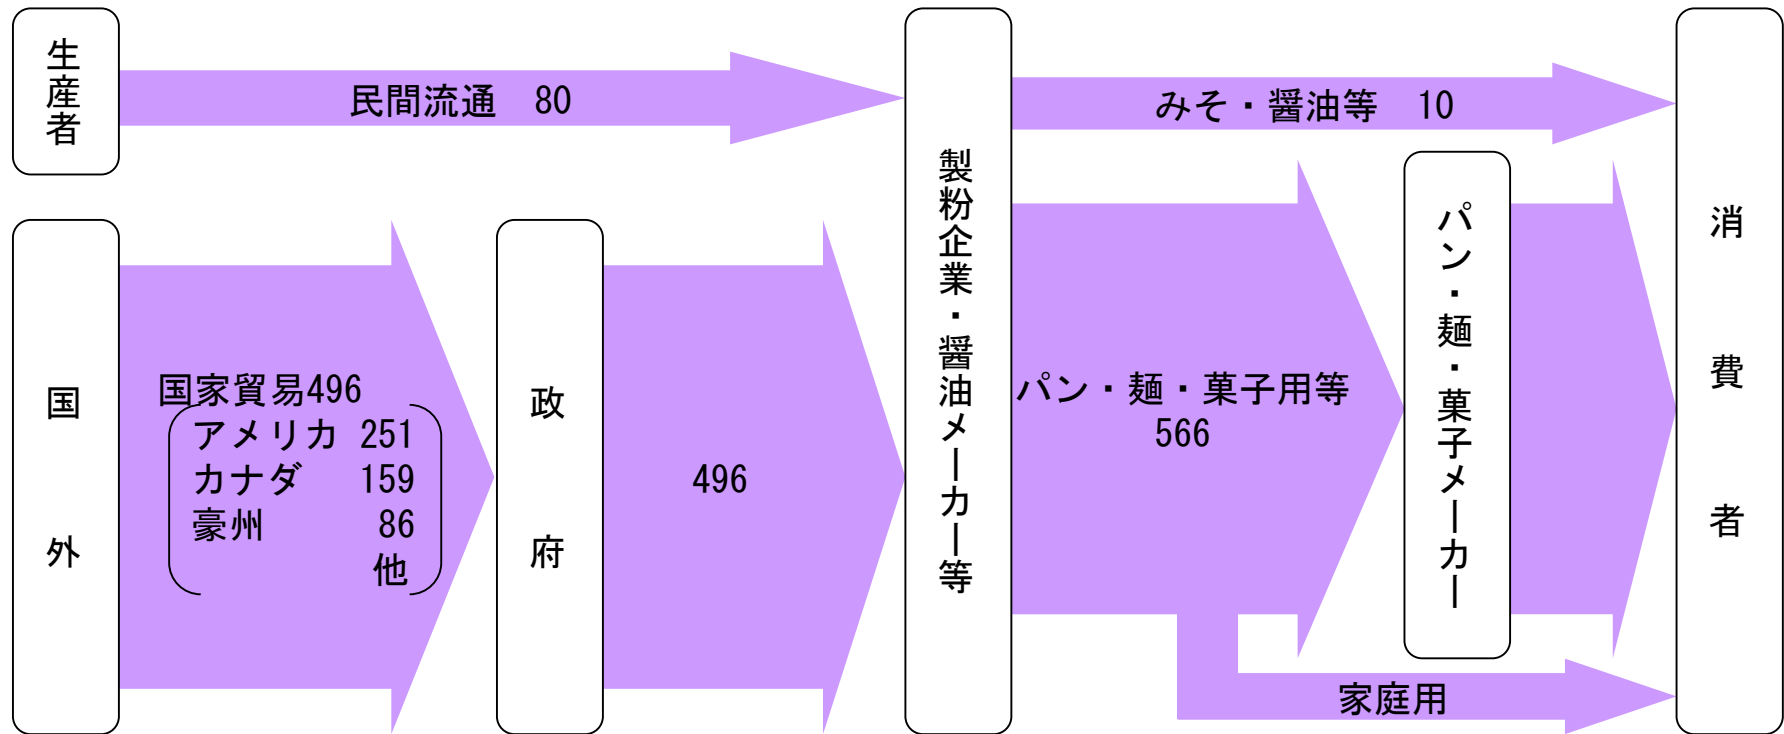 生産者
民間流通　80
国外
国家貿易496
アメリカ 251
カナダ　159
豪州　86
他
政府
496
製粉企業・醤油メーカー等
みそ・醤油等　10
パン・麺・菓子用等
566
パン・麺・菓子メーカー
家庭用
消費者